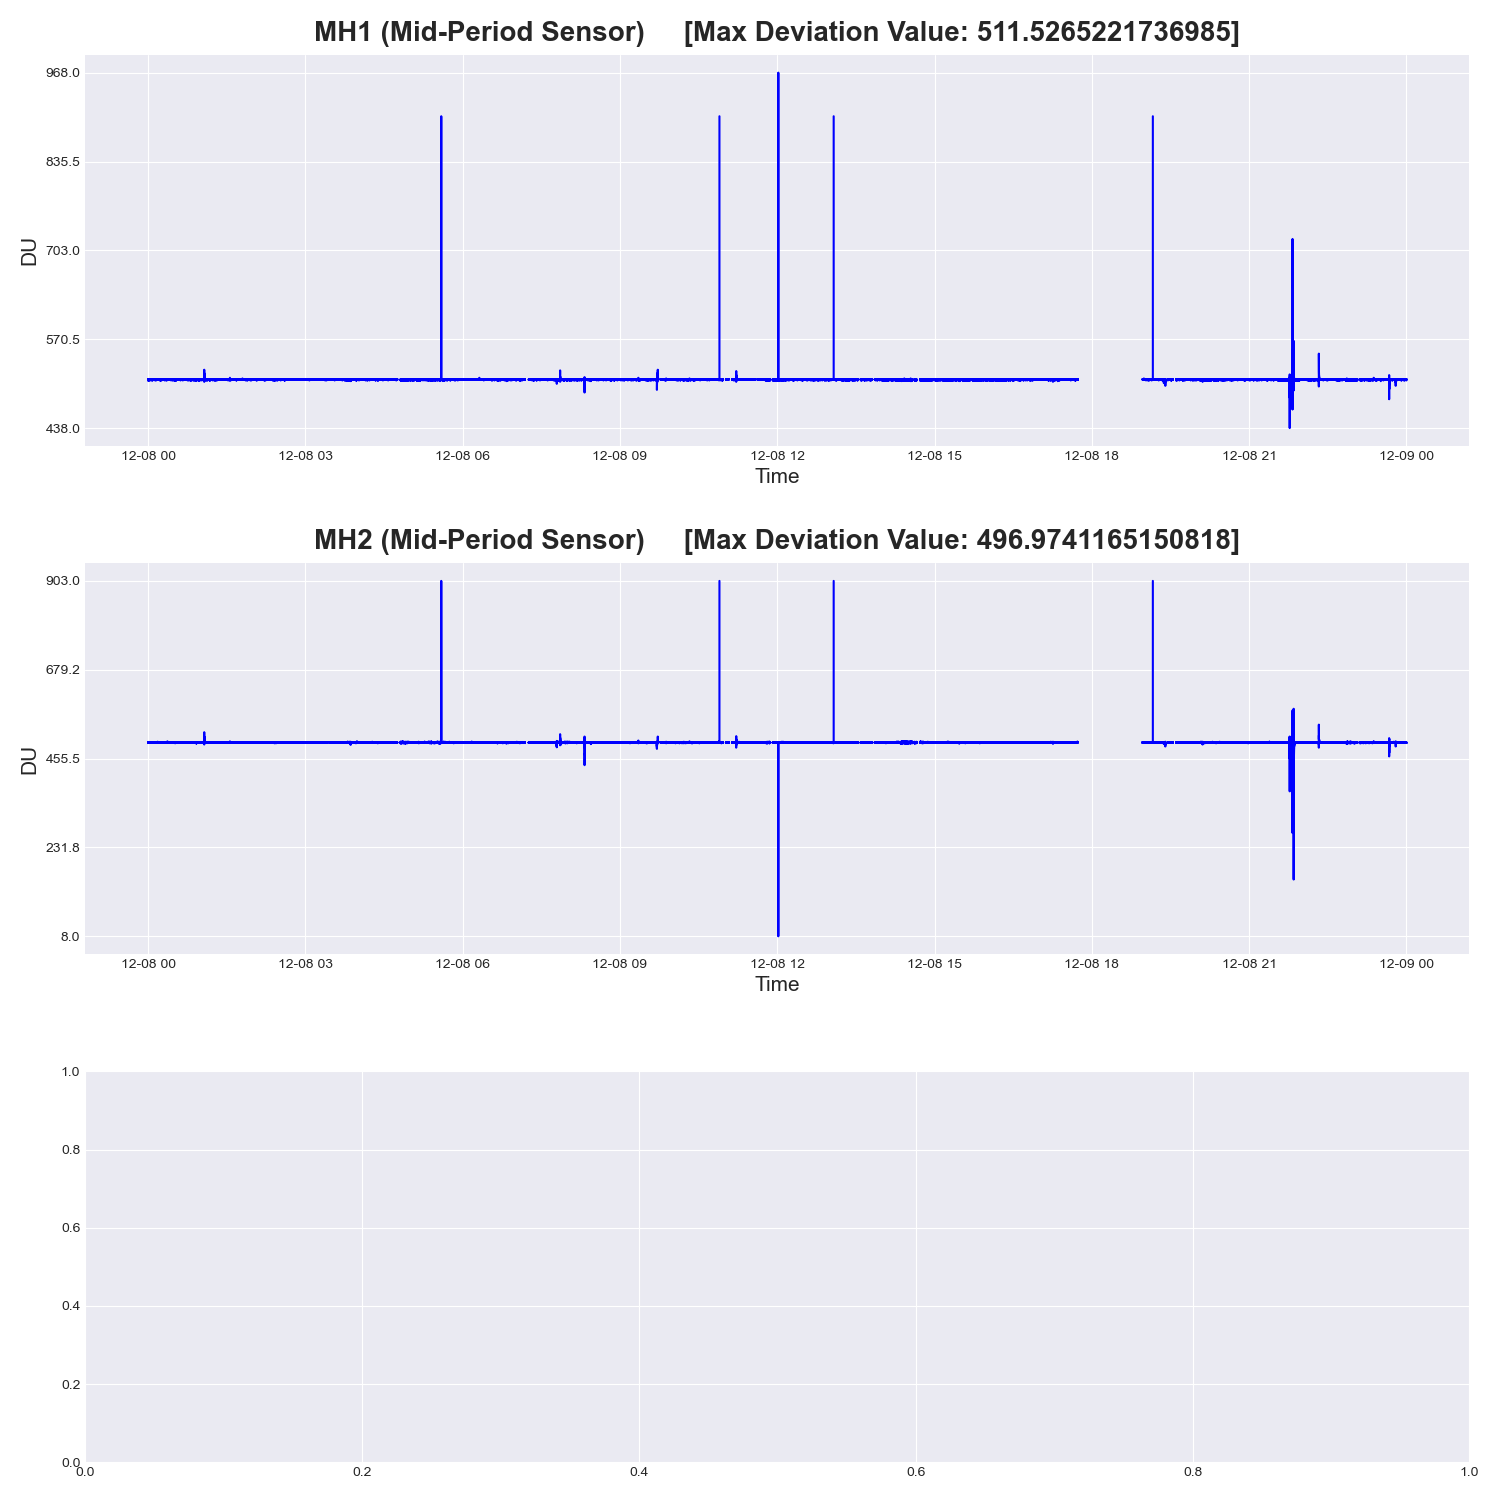 MH1 (Mid-Period Sensor) [Max Deviation Value: 511.5265221736985]
968.0
835.5
703.0
570.5
438.0
DU
12-08 00 12-08 03 12-08 06 12-08 09 12-08 12 12-08 15 12-08 18 12-08 21 12-09 00
Time
MH2 (Mid-Period Sensor) [Max Deviation Value: 496.9741165150818]
903.0
679.2
455.5
231.8
8.0
DU
12-08 00 12-08 03 12-08 06 12-08 09 12-08 12 12-08 15 12-08 18 12-08 21 12-09 00
Time
1.0
0.8
0.6
0.4
0.2
0.0
0.0 0.2 0.4 0.6 0.8 1.0